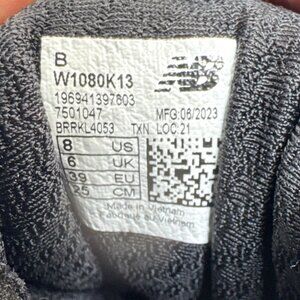 B
W1080K13
196941397603
7501047 MFG:06/2023
BRRKL4053 TXN LOC:21
8 US
6 UK
39 EU
25 CM
Made in Vietnam
Fabriqué au Vietnam